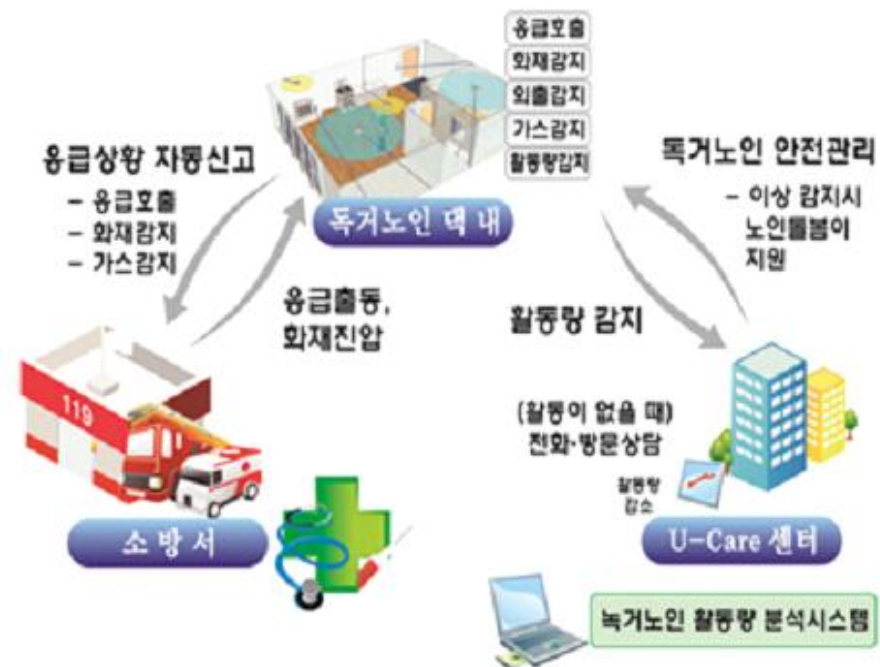 응급호출
화재감지
외출감지
가스감지
활동량감지
독거노인 댁 내
응급상황 자동신고
- 응급호출
- 화재감지
- 가스감지
응급출동,
화재진압
독거노인 안전관리
- 이상 감지시
노인돌봄이
지원
활동량 감지
(활동이 없을 때)
전화·방문상담
활동량
감소
119
소 방 서
U-Care 센터
독거노인 활동량 분석시스템